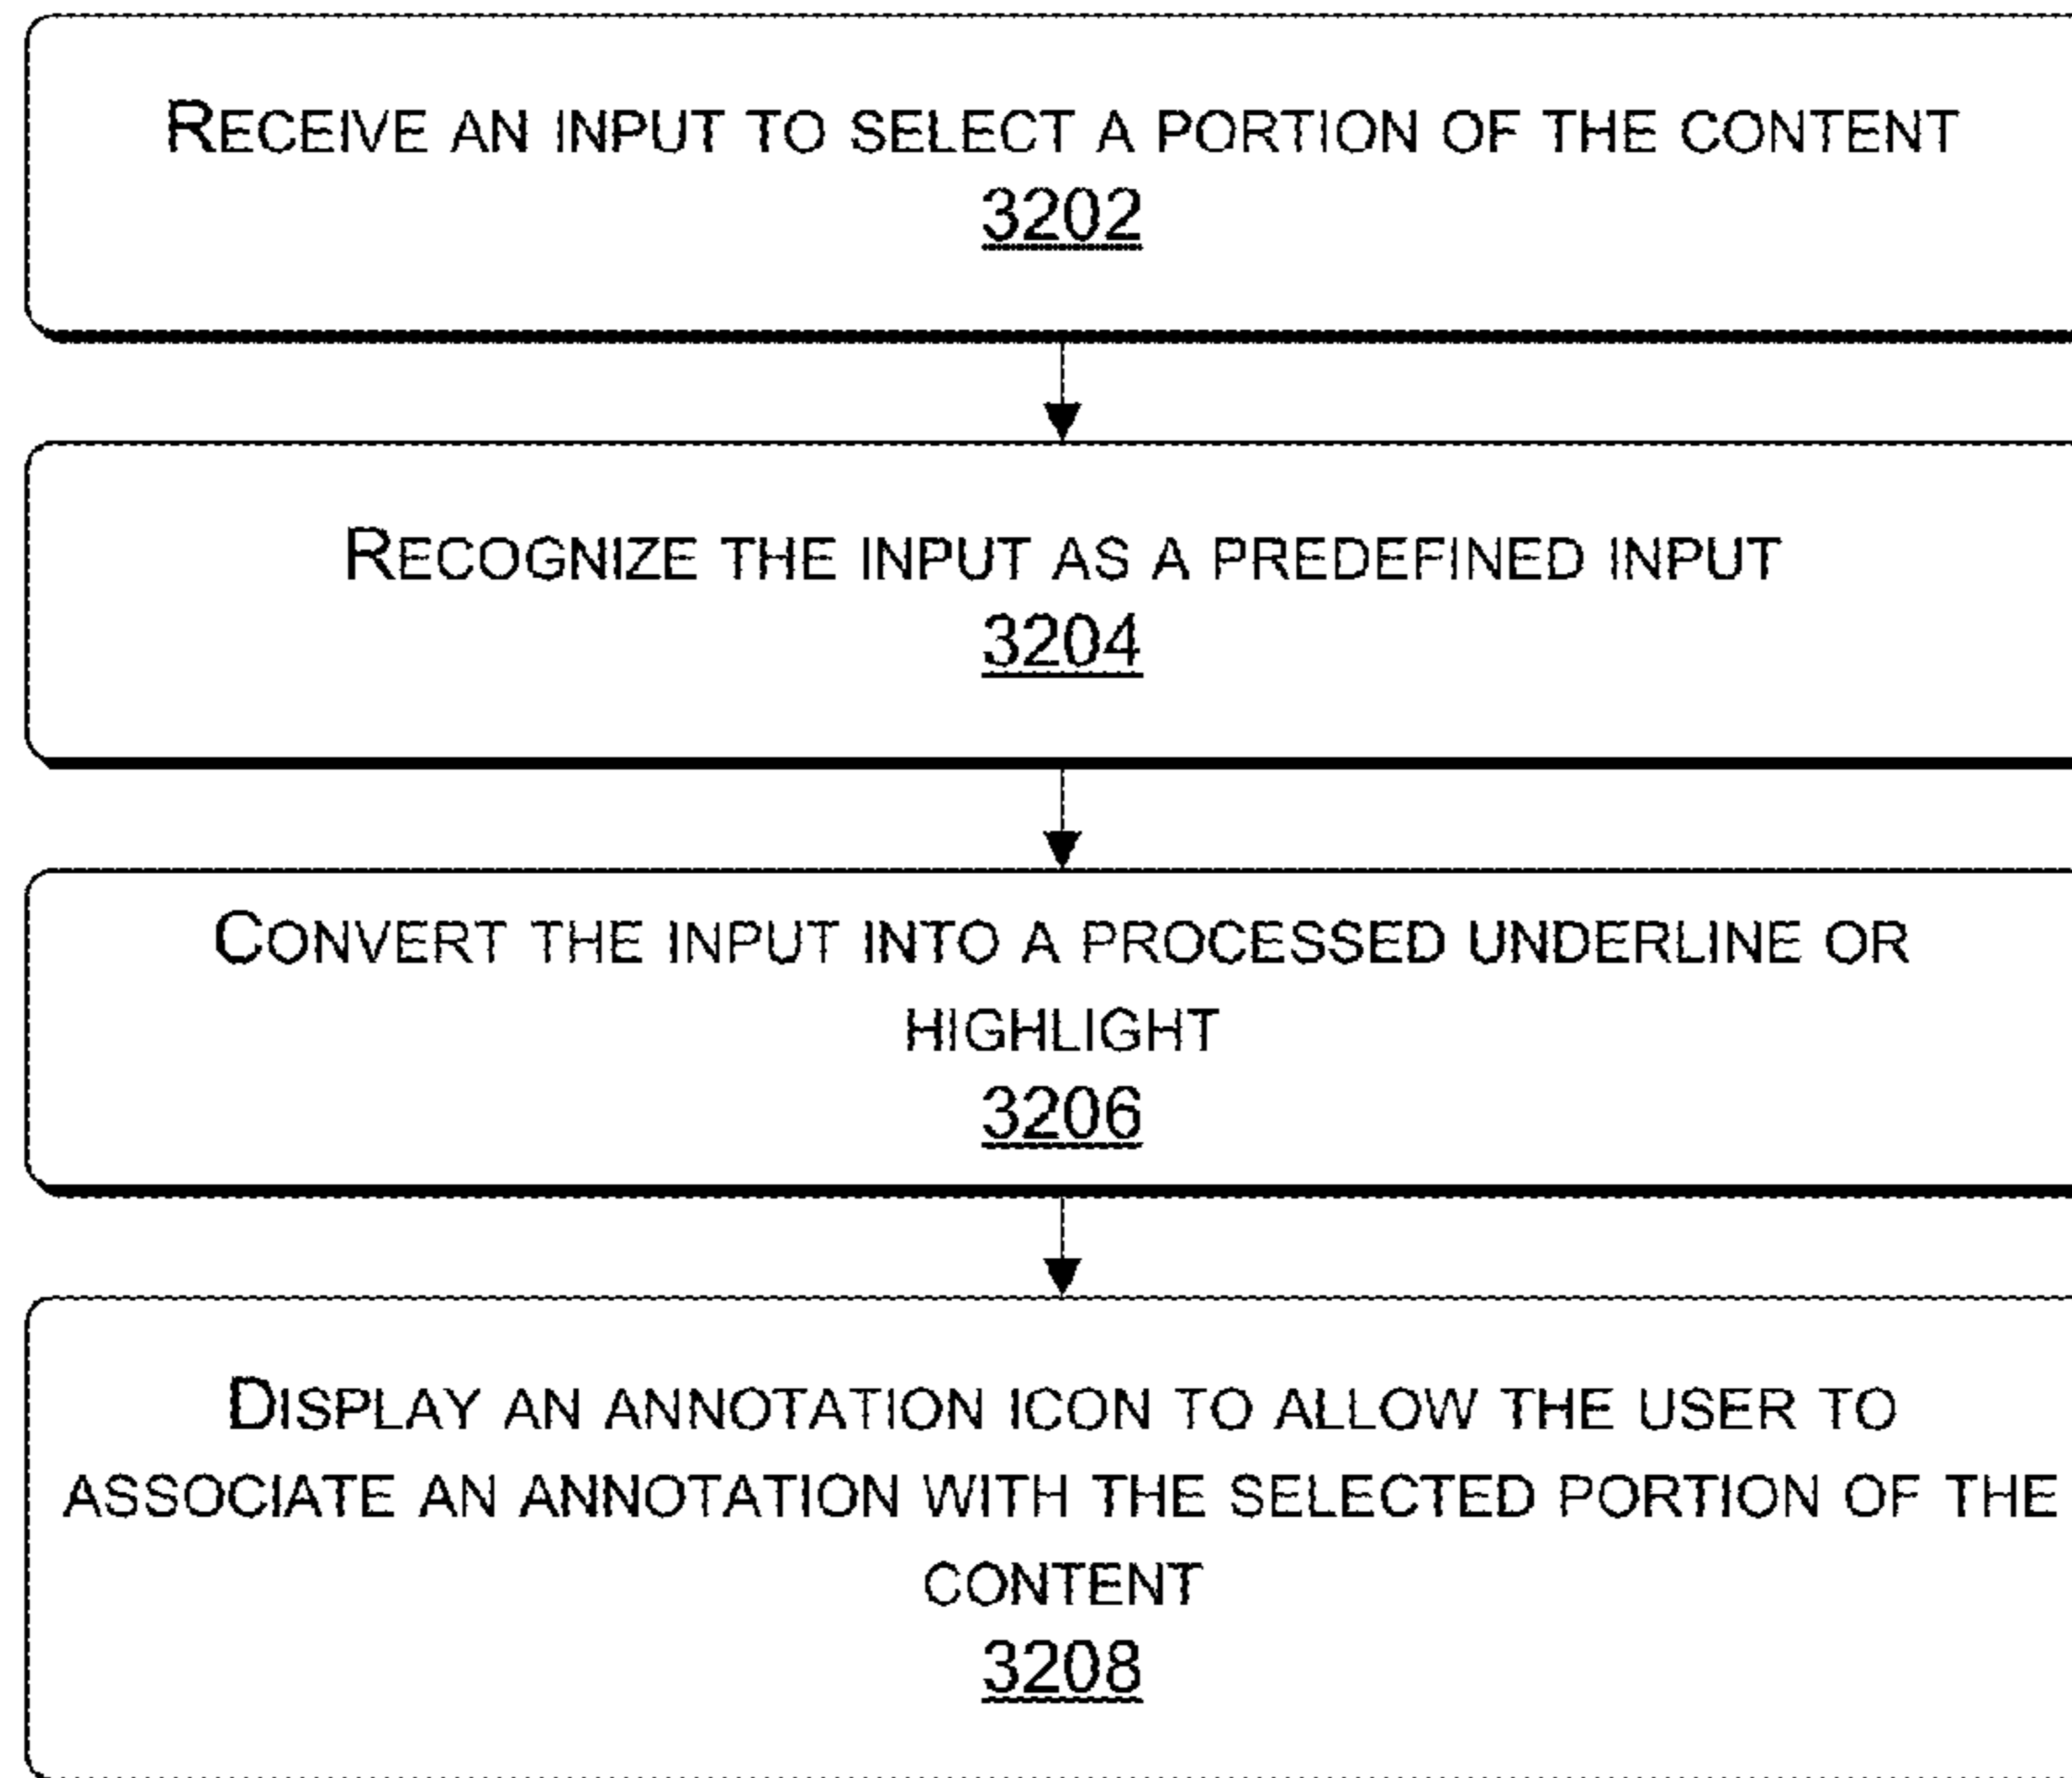 RECEIVE AN INPUT TO SELECT A PORTION OF THE CONTENT
3202
RECOGNIZE THE INPUT AS A PREDEFINED INPUT
3204
CONVERT THE INPUT INTO A PROCESSED UNDERLINE OR
HIGHLIGHT
3206
DISPLAY AN ANNOTATION ICON TO ALLOW THE USER TO
ASSOCIATE AN ANNOTATION WITH THE SELECTED PORTION OF THE
CONTENT
3208